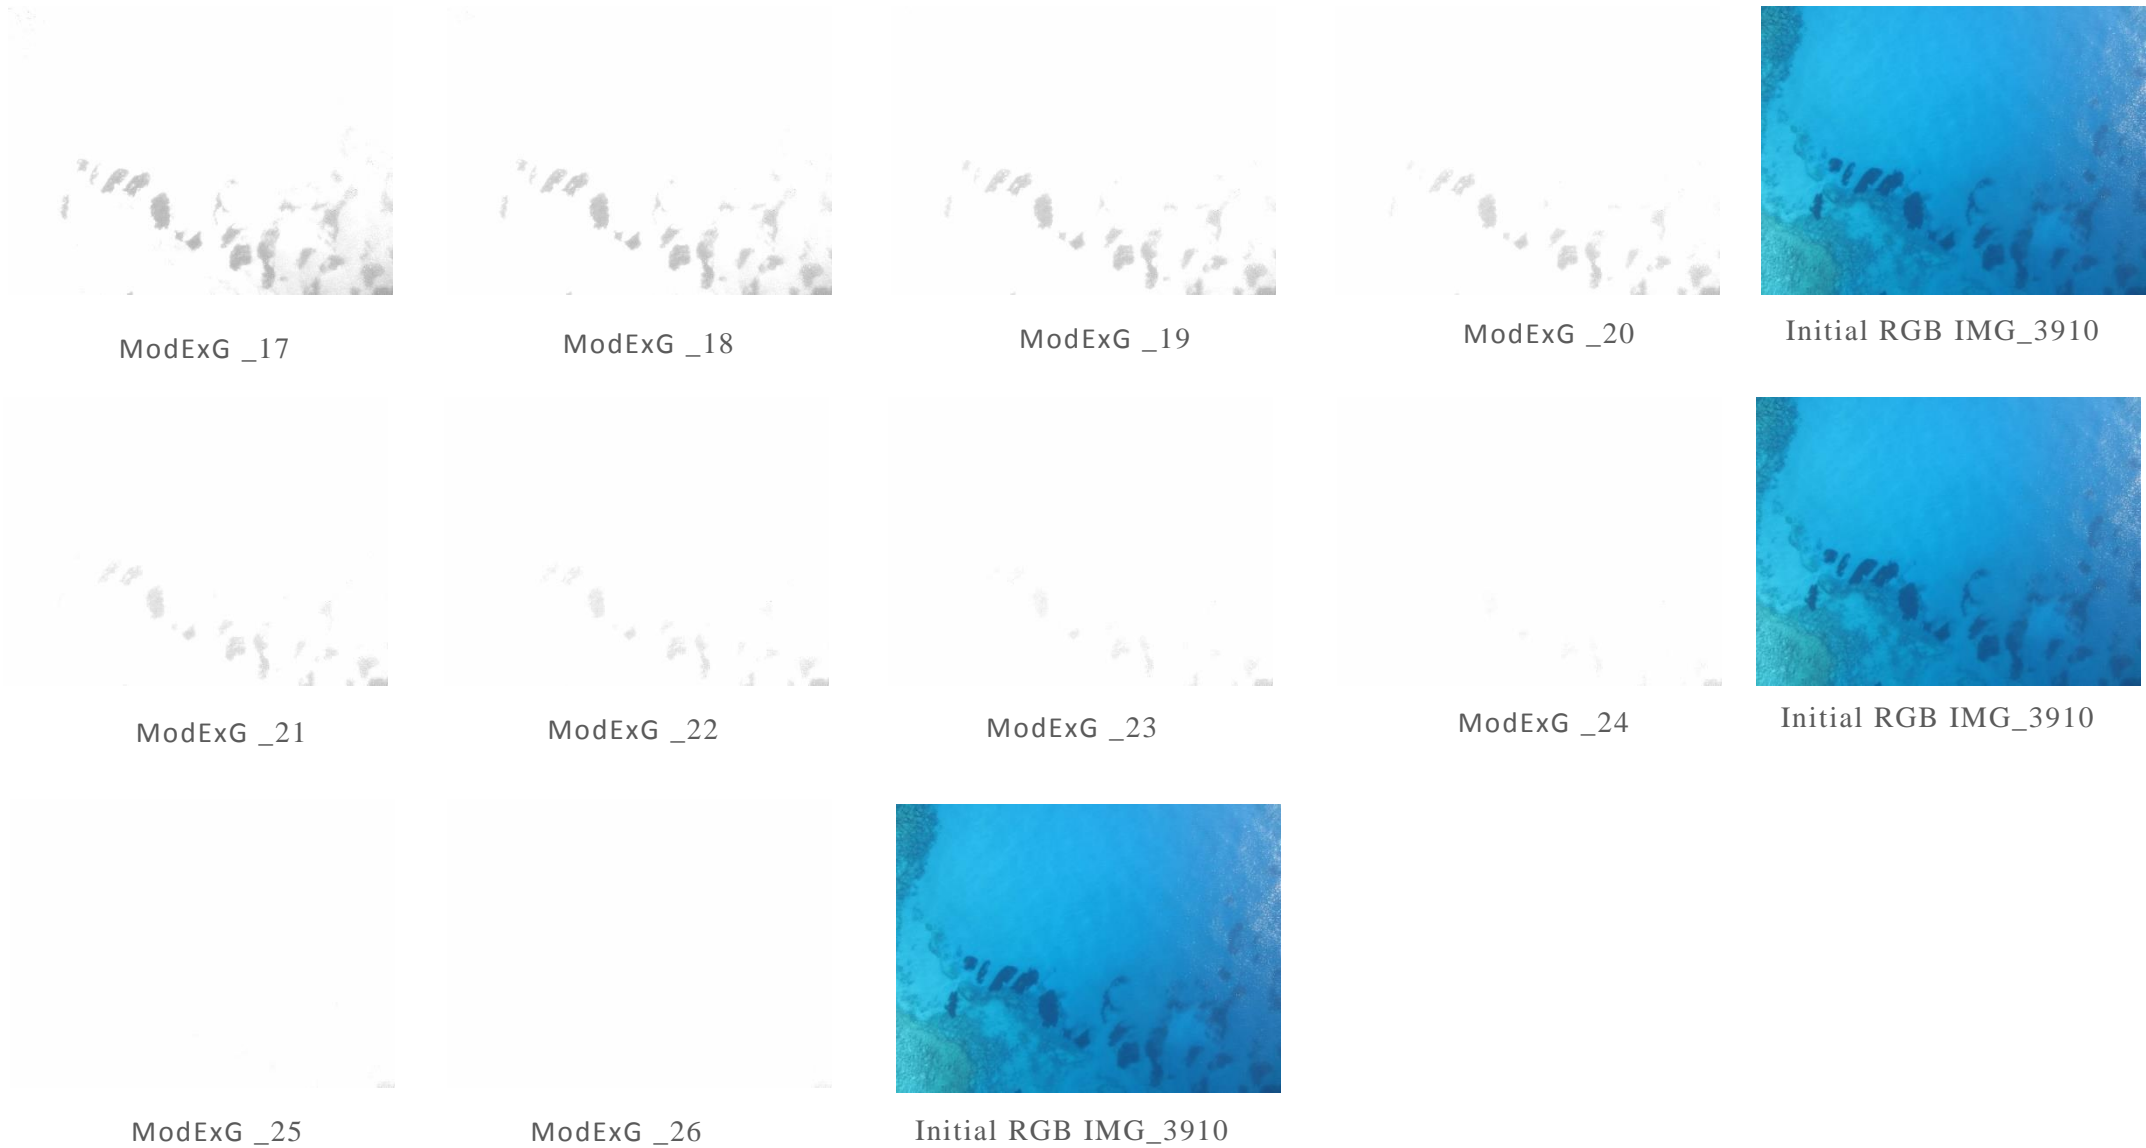 ModExG _17
ModExG _18
ModExG _19
ModExG _20
Initial RGB IMG_3910
ModExG _21
ModExG _22
ModExG _23
ModExG _24
Initial RGB IMG_3910
ModExG _25
ModExG _26
Initial RGB IMG_3910